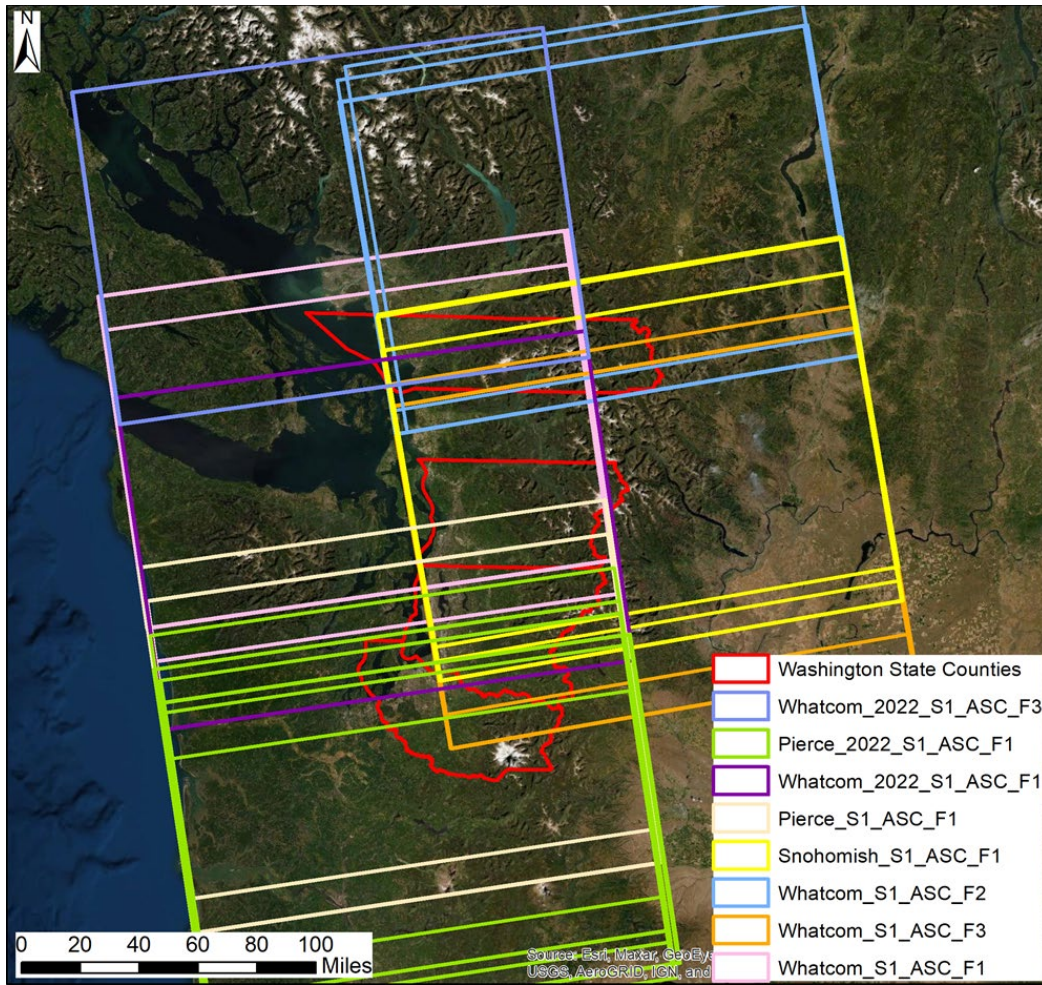 N
Washington State Counties
Whatcom_2022_S1_ASC_F3
Pierce_2022_S1_ASC_F1
Whatcom_2022_S1_ASC_F1
Pierce_S1_ASC_F1
Snohomish_S1_ASC_F1
Whatcom_S1_ASC_F2
Whatcom_S1_ASC_F3
Whatcom_S1_ASC_F1
0 20 40 60 80 100
Miles
Source: Esri, Maxar, GeoEye
USGS, AeroGRID, IGN, and